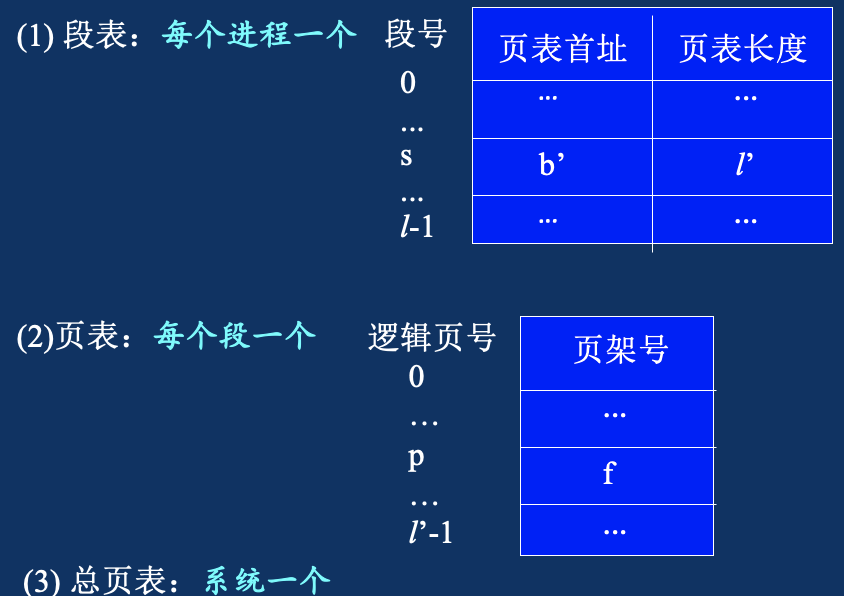 (1) 段表：每个进程一个 段号
页表首址 页表长度
0 ... ...
...
s b’ l’
...
l-1 ... ...
(2)页表：每个段一个 逻辑页号
页架号
0
... ...
p f
...
l’-1 ...
(3) 总页表：系统一个